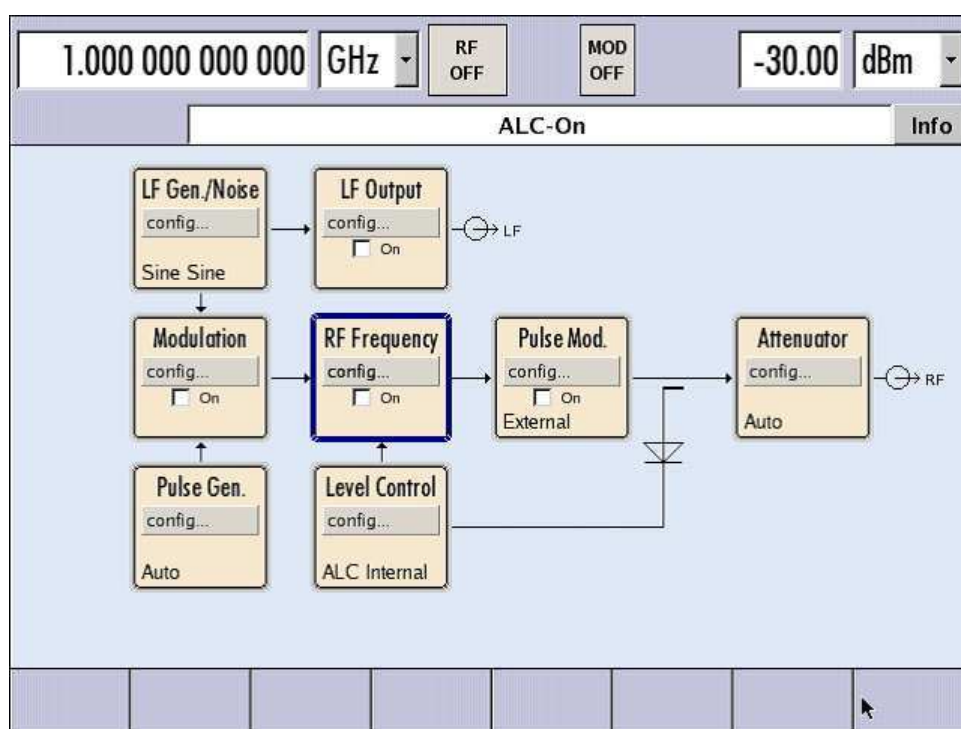 1.000 000 000 000 GHz RF OFF MOD OFF -30.00 dBm
ALC-On Info
LF Gen./Noise
config...
Sine Sine
LF Output
config...
On
LF
Modulation
config...
On
RF Frequency
config...
On
Pulse Mod.
config...
On
External
Attenuator
config...
Auto
RF
Pulse Gen.
config...
Auto
Level Control
config...
ALC Internal